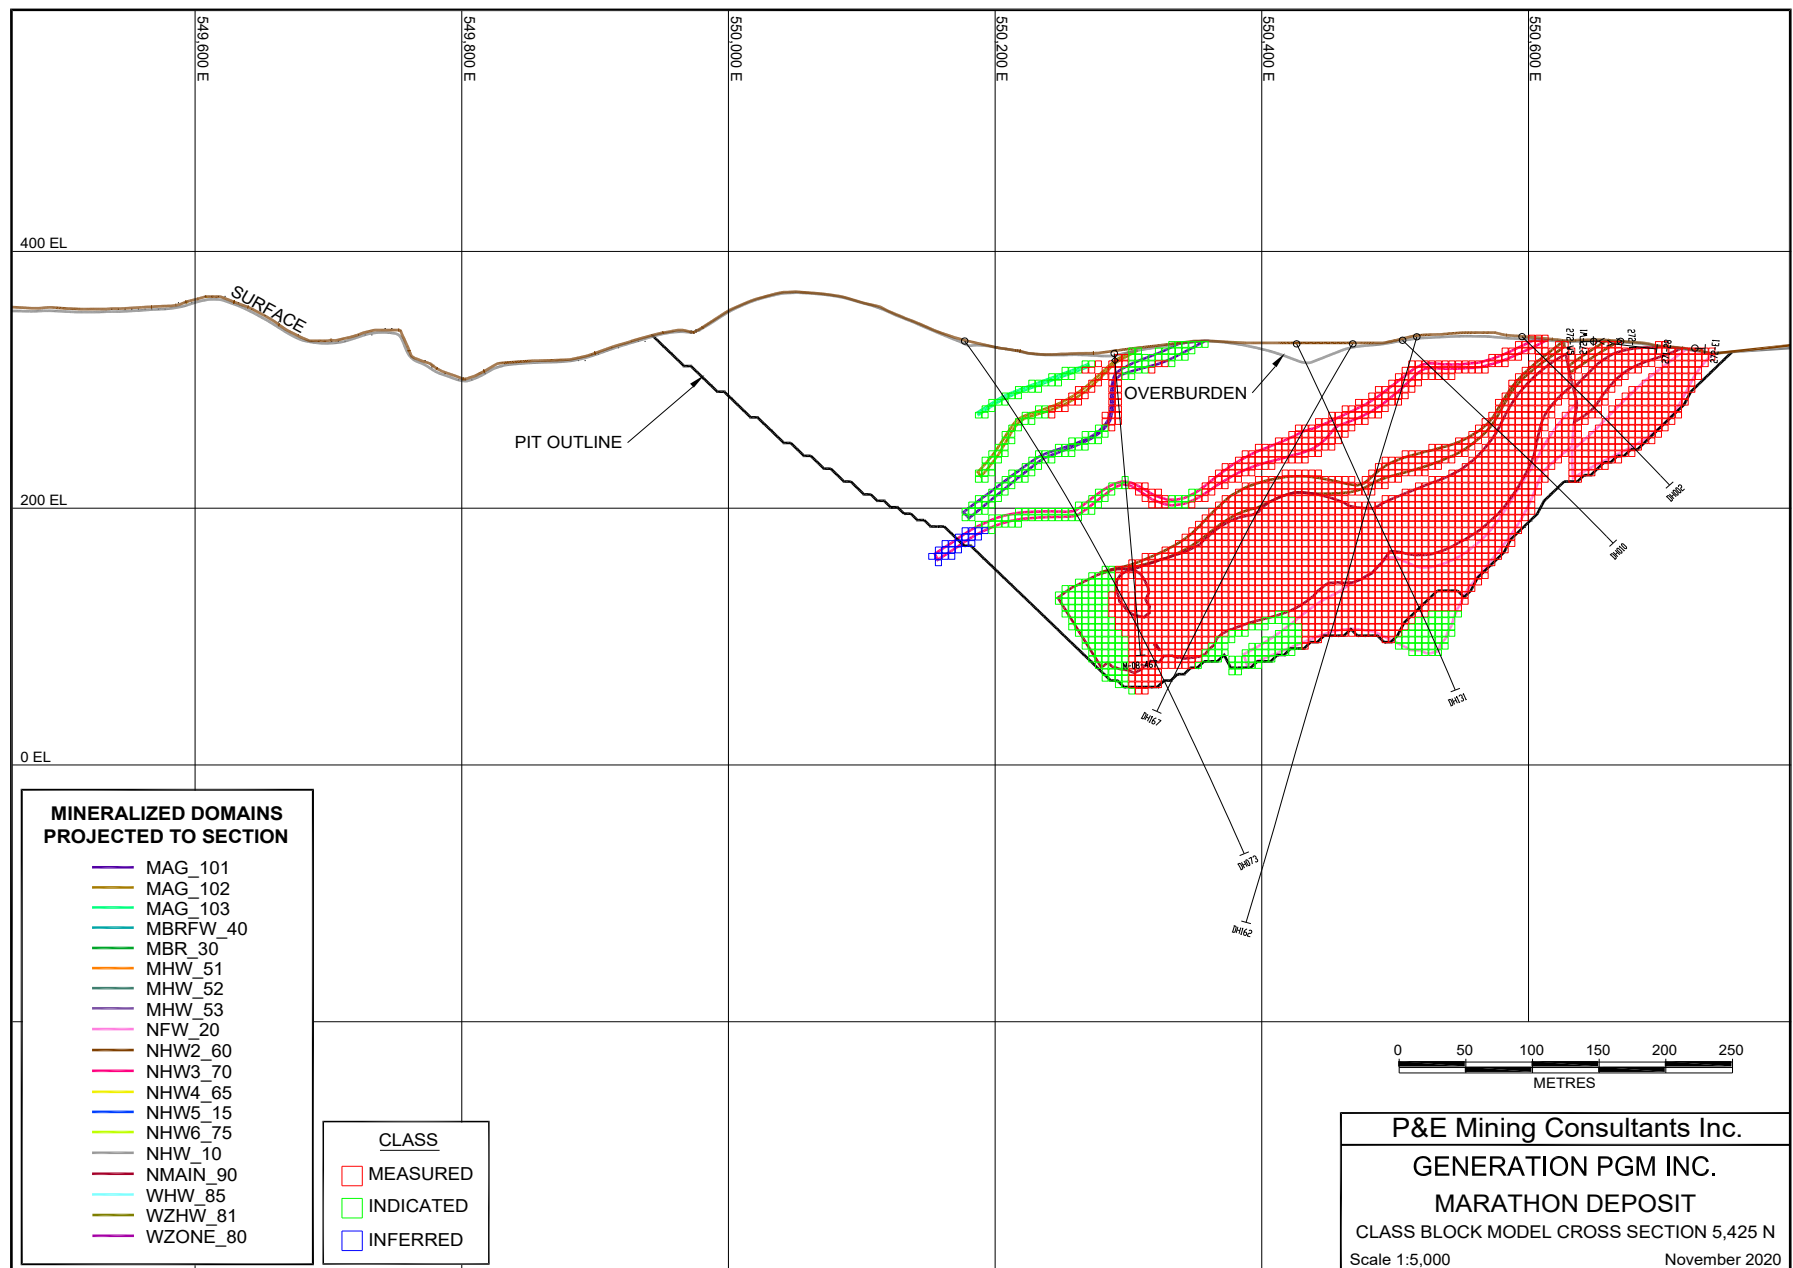 549,600 E
549,800 E
550,000 E
550,200 E
550,400 E
550,600 E
400 EL
200 EL
0 EL
SURFACE
PIT OUTLINE
OVERBURDEN
DH002
DH010
DH131
DH167
DH073
DH162
MINERALIZED DOMAINS
PROJECTED TO SECTION
MAG_101
MAG_102
MAG_103
MBRFW_40
MBR_30
MHW_51
MHW_52
MHW_53
NFW_20
NHW2_60
NHW3_70
NHW4_65
NHW5_15
NHW6_75
NHW_10
NMAIN_90
WHW_85
WZHW_81
WZONE_80
CLASS
MEASURED
INDICATED
INFERRED
0 50 100 150 200 250
METRES
P&E Mining Consultants Inc.
GENERATION PGM INC.
MARATHON DEPOSIT
CLASS BLOCK MODEL CROSS SECTION 5,425 N
Scale 1:5,000 November 2020